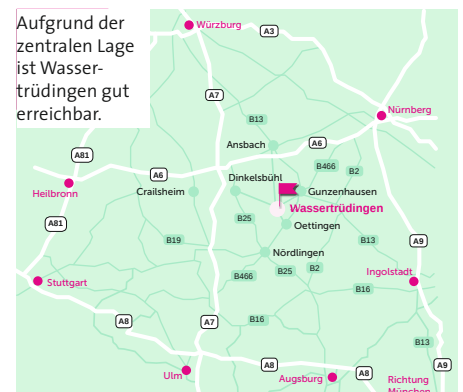 Aufgrund der
zentralen Lage
ist Wasser-
trüdingen gut
erreichbar.
Würzburg
A3
A7
Nürnberg
B13
Ansbach
A6
A81
B466
B2
A6
Dinkelsbühl
Heilbronn
Crailsheim
Gunzenhausen
Wassertrüdingen
B25
A81
Oettingen
B19
B13
A9
Nördlingen
B466
B25
B2
Ingolstadt
Stuttgart
B16
A8
A7
B16
B13
A8
A9
Ulm
A8
Augsburg
Richtung
München